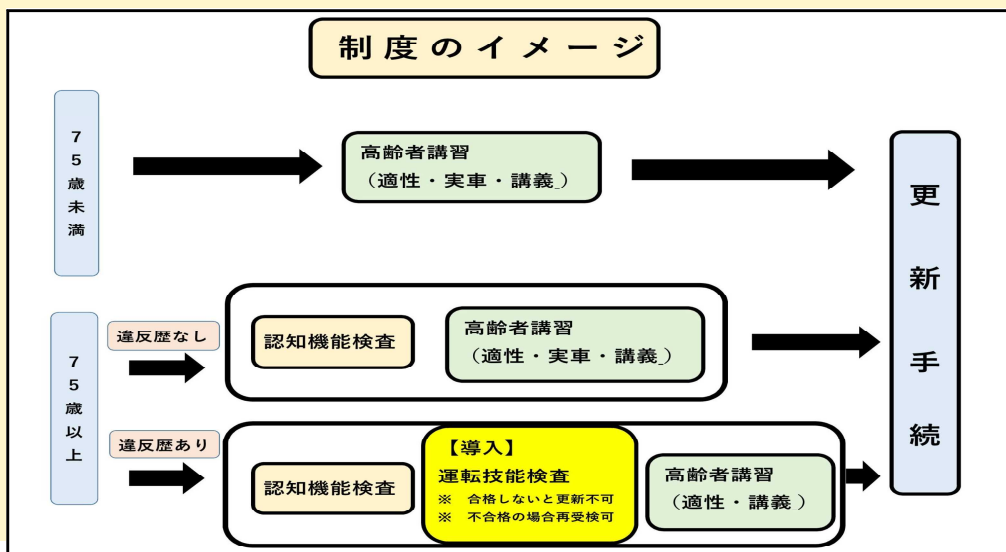 制度のイメージ
75歳未満
高齢者講習
（適性・実車・講義）
更新手続
75歳以上
違反歴なし
認知機能検査
高齢者講習
（適性・実車・講義）
違反歴あり
認知機能検査
【導入】
運転技能検査
※ 合格しないと更新不可
※ 不合格の場合再受検可
高齢者講習
（適性・講義）